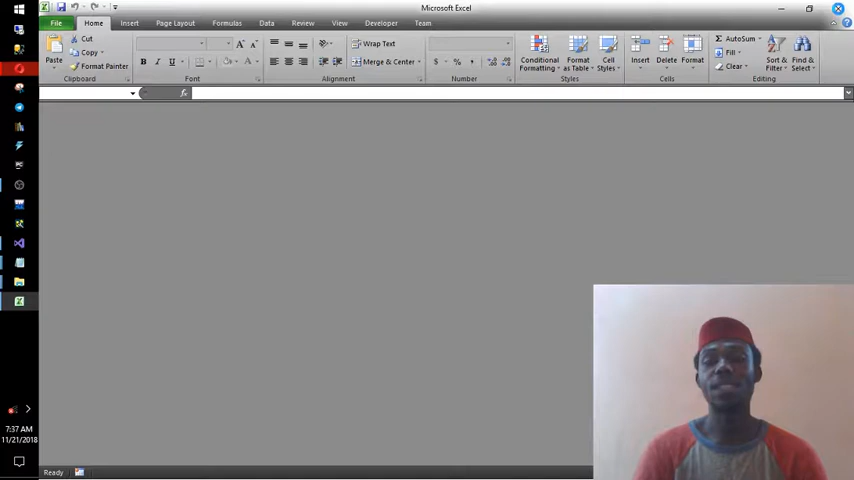 Microsoft Excel
File Home Insert Page Layout Formulas Data Review View Developer Team
Paste
Cut
Copy
Format Painter
Clipboard
B I U
A A
Font
Wrap Text
Merge & Center
Alignment
$ % ,
Number
Conditional Formatting
Format as Table
Cell Styles
Styles
Insert
Delete
Format
Cells
Σ AutoSum
Fill
Clear
Sort & Filter
Find & Select
Editing
fx
7:37 AM
11/21/2018
Ready